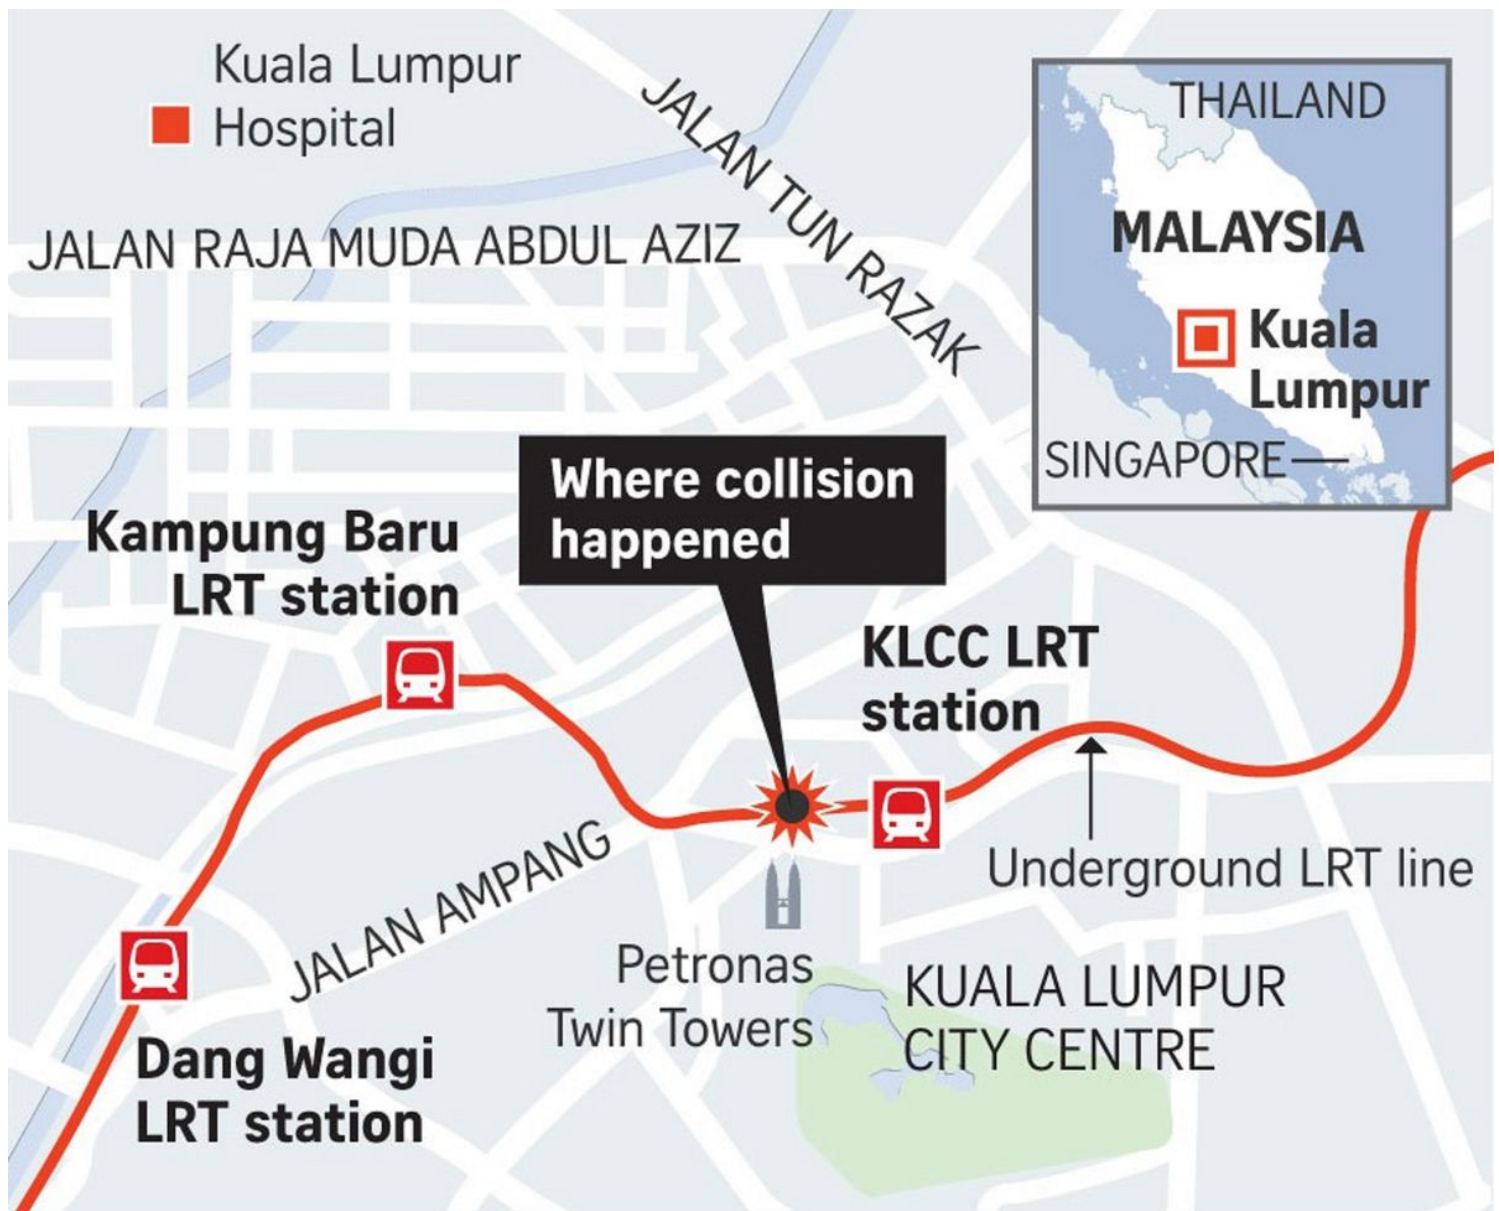 Kuala Lumpur
Hospital
JALAN TUN RAZAK
JALAN RAJA MUDA ABDUL AZIZ
THAILAND
MALAYSIA
Kuala
Lumpur
SINGAPORE
Where collision
happened
Kampung Baru
LRT station
KLCC LRT
station
Underground LRT line
JALAN AMPANG
Petronas
Twin Towers
KUALA LUMPUR
CITY CENTRE
Dang Wangi
LRT station